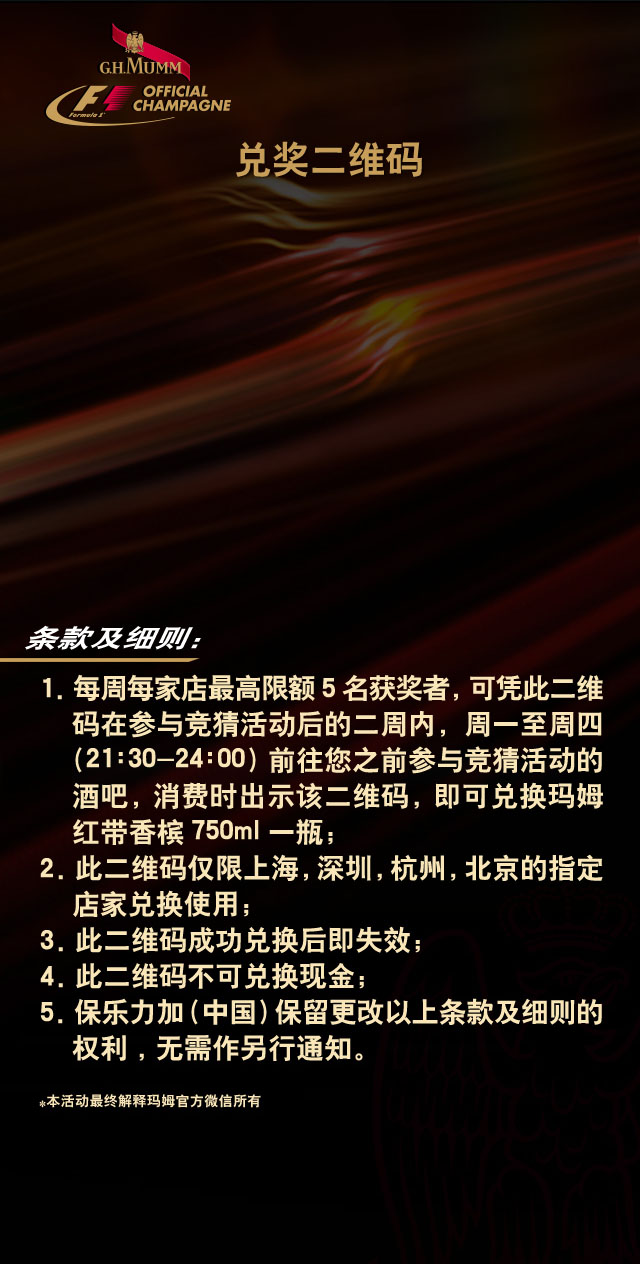 G.H.MUMM
F1 OFFICIAL
Formula 1® CHAMPAGNE
兑奖二维码
条款及细则：
1. 每周每家店最高限额 5 名获奖者，可凭此二维
码在参与竞猜活动后的二周内，周一至周四
（21:30-24:00）前往您之前参与竞猜活动的
酒吧，消费时出示该二维码，即可兑换玛姆
红带香槟 750ml 一瓶；
2. 此二维码仅限上海，深圳，杭州，北京的指定
店家兑换使用；
3. 此二维码成功兑换后即失效；
4. 此二维码不可兑换现金；
5. 保乐力加（中国）保留更改以上条款及细则的
权利，无需作另行通知。
*本活动最终解释玛姆官方微信所有